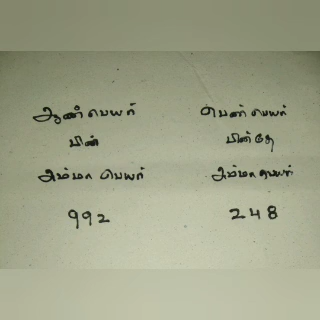 ஆண் பெயர்
பின்
அம்மா பெயர்
992
பெண் பெயர்
பின்தே
அம்மா பெயர்
248